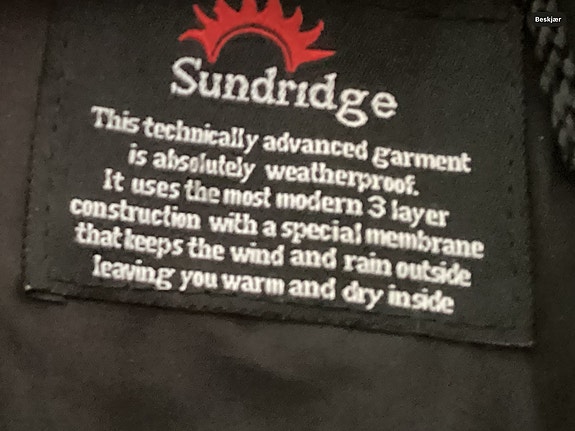 Beskjær
Sundridge
This technically advanced garment
is absolutely weatherproof.
It uses the most modern 3 layer
construction with a special membrane
that keeps the wind and rain outside
leaving you warm and dry inside